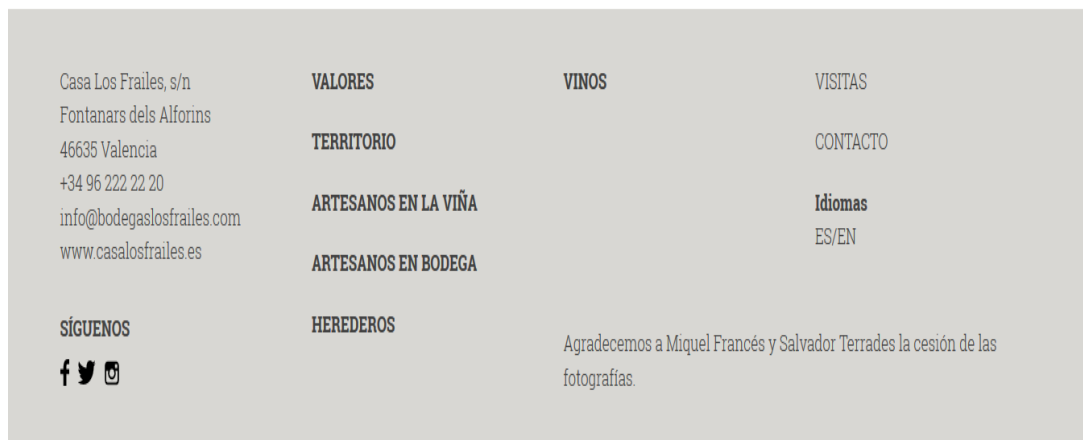 Casa Los Frailes, s/n
Fontanars dels Alforins
46635 Valencia
+34 96 222 22 20
info@bodegaslosfrailes.com
www.casalosfrailes.es
SÍGUENOS
VALORES
TERRITORIO
ARTESANOS EN LA VIÑA
ARTESANOS EN BODEGA
HEREDEROS
VINOS
VISITAS
CONTACTO
Idiomas
ES/EN
Agradecemos a Miquel Francés y Salvador Terrades la cesión de las
fotografías.